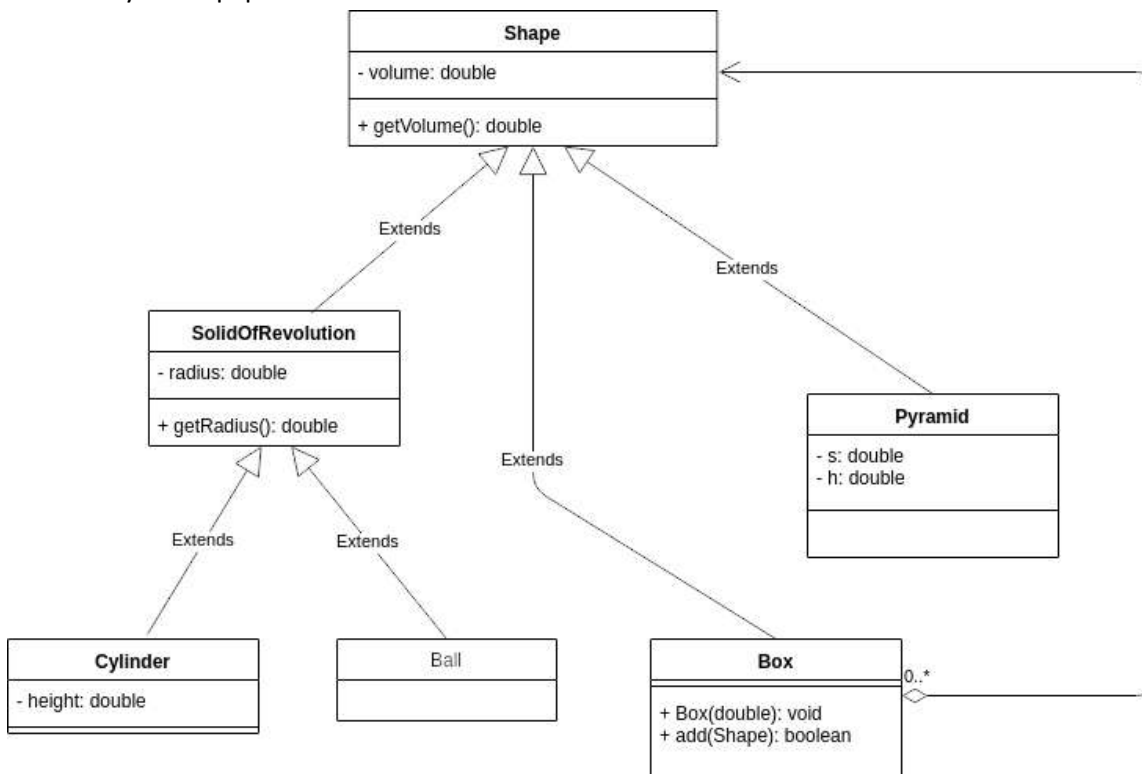 Shape
- volume: double
+ getVolume(): double
Extends
Extends
SolidOfRevolution
- radius: double
+ getRadius(): double
Pyramid
- s: double
- h: double
Extends
Extends
Extends
Cylinder
- height: double
Ball
Box
0..*
+ Box(double): void
+ add(Shape): boolean